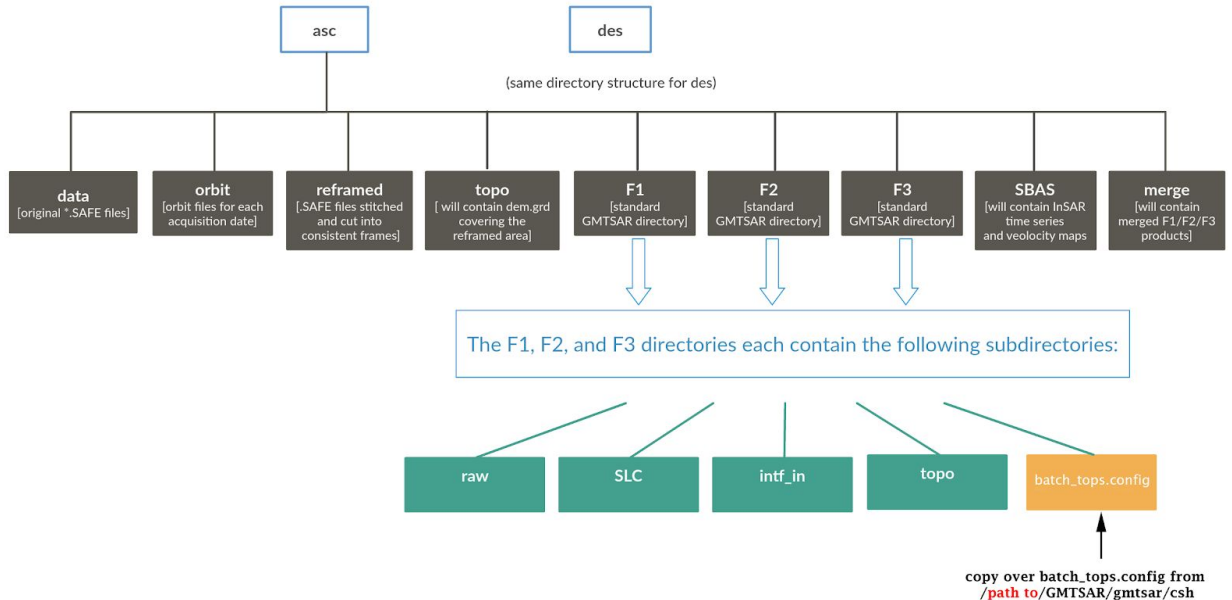 asc
des
(same directory structure for des)
data
[original *.SAFE files]
orbit
[orbit files for each
acquisition date]
reframed
[.SAFE files stitched
and cut into
consistent frames]
topo
[ will contain dem.grd
covering the
reframed area]
F1
[standard
GMTSAR directory]
F2
[standard
GMTSAR directory]
F3
[standard
GMTSAR directory]
SBAS
[will contain InSAR
time series
and veolocity maps
merge
[will contain
merged F1/F2/F3
products]
The F1, F2, and F3 directories each contain the following subdirectories:
raw
SLC
intf_in
topo
batch_tops.config
copy over batch_tops.config from
/path to/GMTSAR/gmtsar/csh